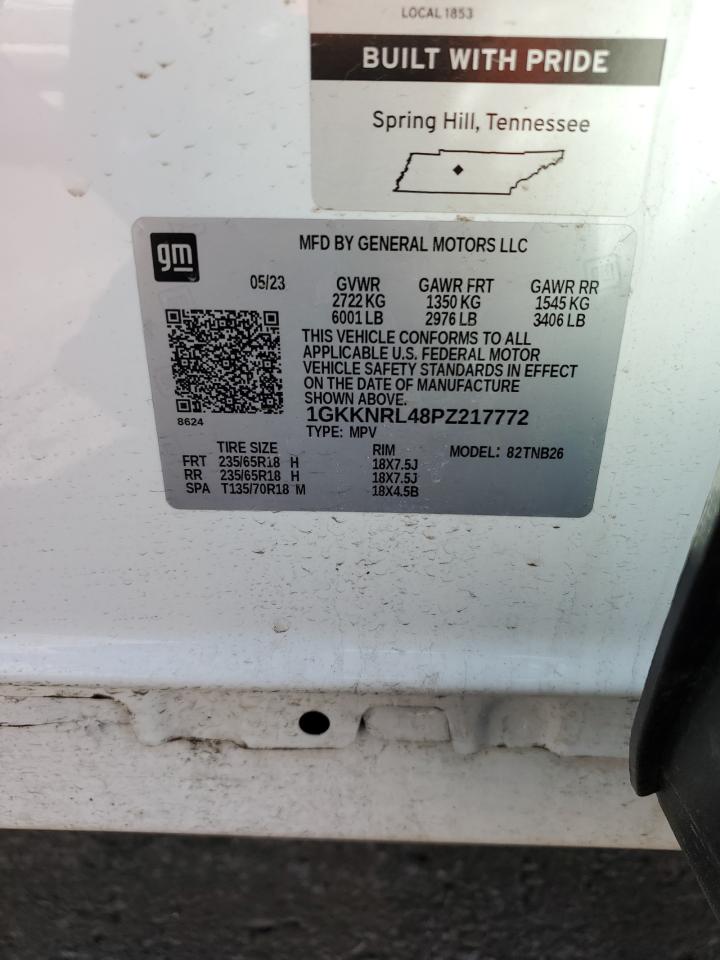 LOCAL 1853
BUILT WITH PRIDE
Spring Hill, Tennessee
gm
MFD BY GENERAL MOTORS LLC
05/23 GVWR GAWR FRT GAWR RR
2722 KG 1350 KG 1545 KG
6001 LB 2976 LB 3406 LB
THIS VEHICLE CONFORMS TO ALL
APPLICABLE U.S. FEDERAL MOTOR
VEHICLE SAFETY STANDARDS IN EFFECT
ON THE DATE OF MANUFACTURE
SHOWN ABOVE.
8624
1GKKNRL48PZ217772
TYPE: MPV
TIRE SIZE RIM MODEL: 82TNB26
FRT 235/65R18 H 18X7.5J
RR 235/65R18 H 18X7.5J
SPA T135/70R18 M 18X4.5B